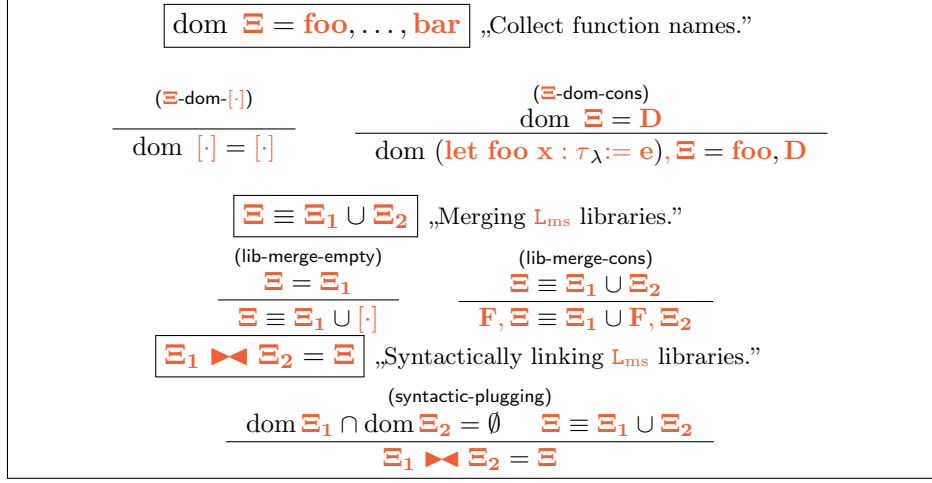 dom Ξ = foo, . . . , bar „Collect function names.”
(Ξ-dom-[·]) (Ξ-dom-cons)
dom Ξ = D
dom [·] = [·] dom (let foo x : τλ:= e), Ξ = foo, D
Ξ ≡ Ξ1 ∪ Ξ2 „Merging Lms libraries.”
(lib-merge-empty) (lib-merge-cons)
Ξ = Ξ1 Ξ ≡ Ξ1 ∪ Ξ2
Ξ ≡ Ξ1 ∪ [·] F, Ξ ≡ Ξ1 ∪ F, Ξ2
Ξ1 ▶◀ Ξ2 = Ξ „Syntactically linking Lms libraries.”
(syntactic-plugging)
dom Ξ1 ∩ dom Ξ2 = ∅ Ξ ≡ Ξ1 ∪ Ξ2
Ξ1 ▶◀ Ξ2 = Ξ